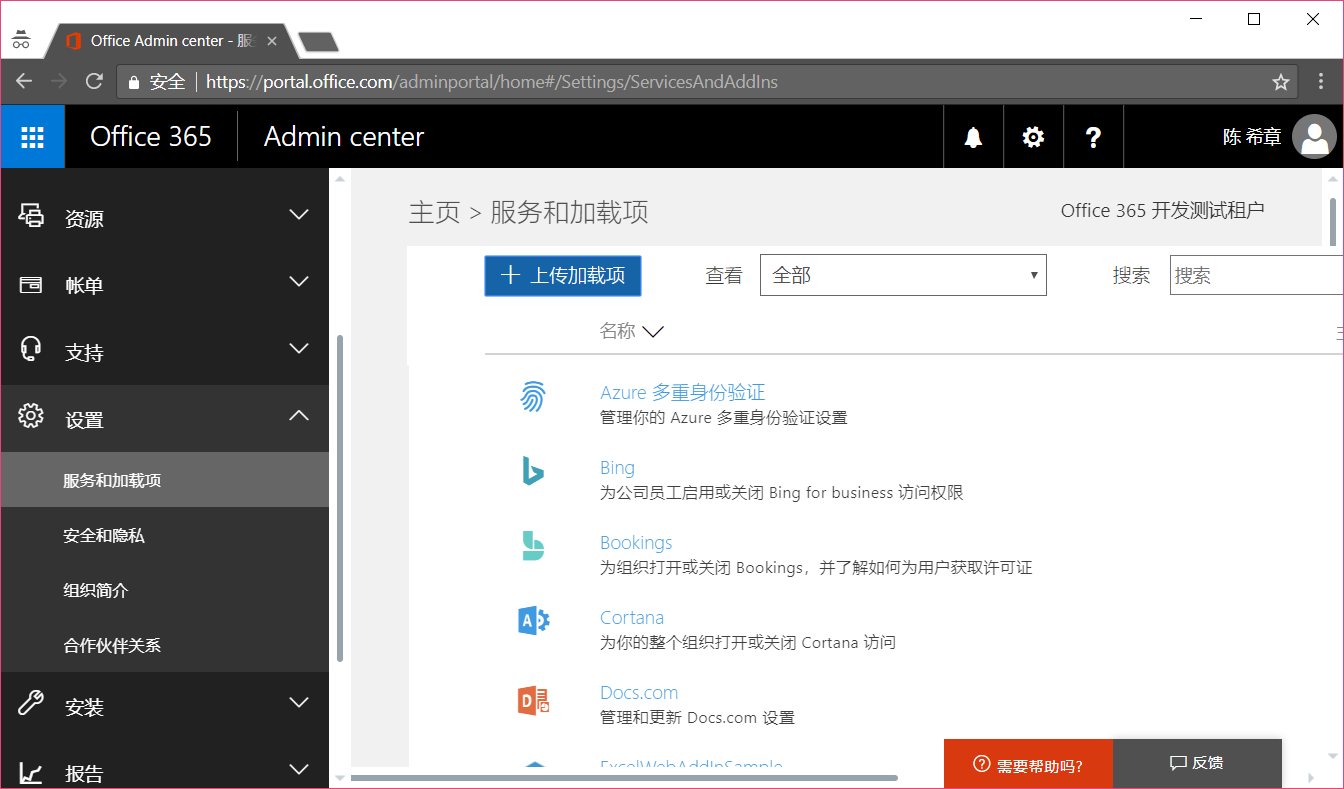 Office Admin center - 服
安全 https://portal.office.com/adminportal/home#/Settings/ServicesAndAddIns
Office 365 Admin center 陈 希章
资源
帐单
支持
设置
服务和加载项
安全和隐私
组织简介
合作伙伴关系
安装
报告
主页 > 服务和加载项
Office 365 开发测试租户
上传加载项 查看 全部 搜索 搜索
名称
Azure 多重身份验证
管理你的 Azure 多重身份验证设置
Bing
为公司员工启用或关闭 Bing for business 访问权限
Bookings
为组织打开或关闭 Bookings，并了解如何为用户获取许可证
Cortana
为你的整个组织打开或关闭 Cortana 访问
Docs.com
管理和更新 Docs.com 设置
ExcelWebAddInSample
需要帮助吗?
反馈